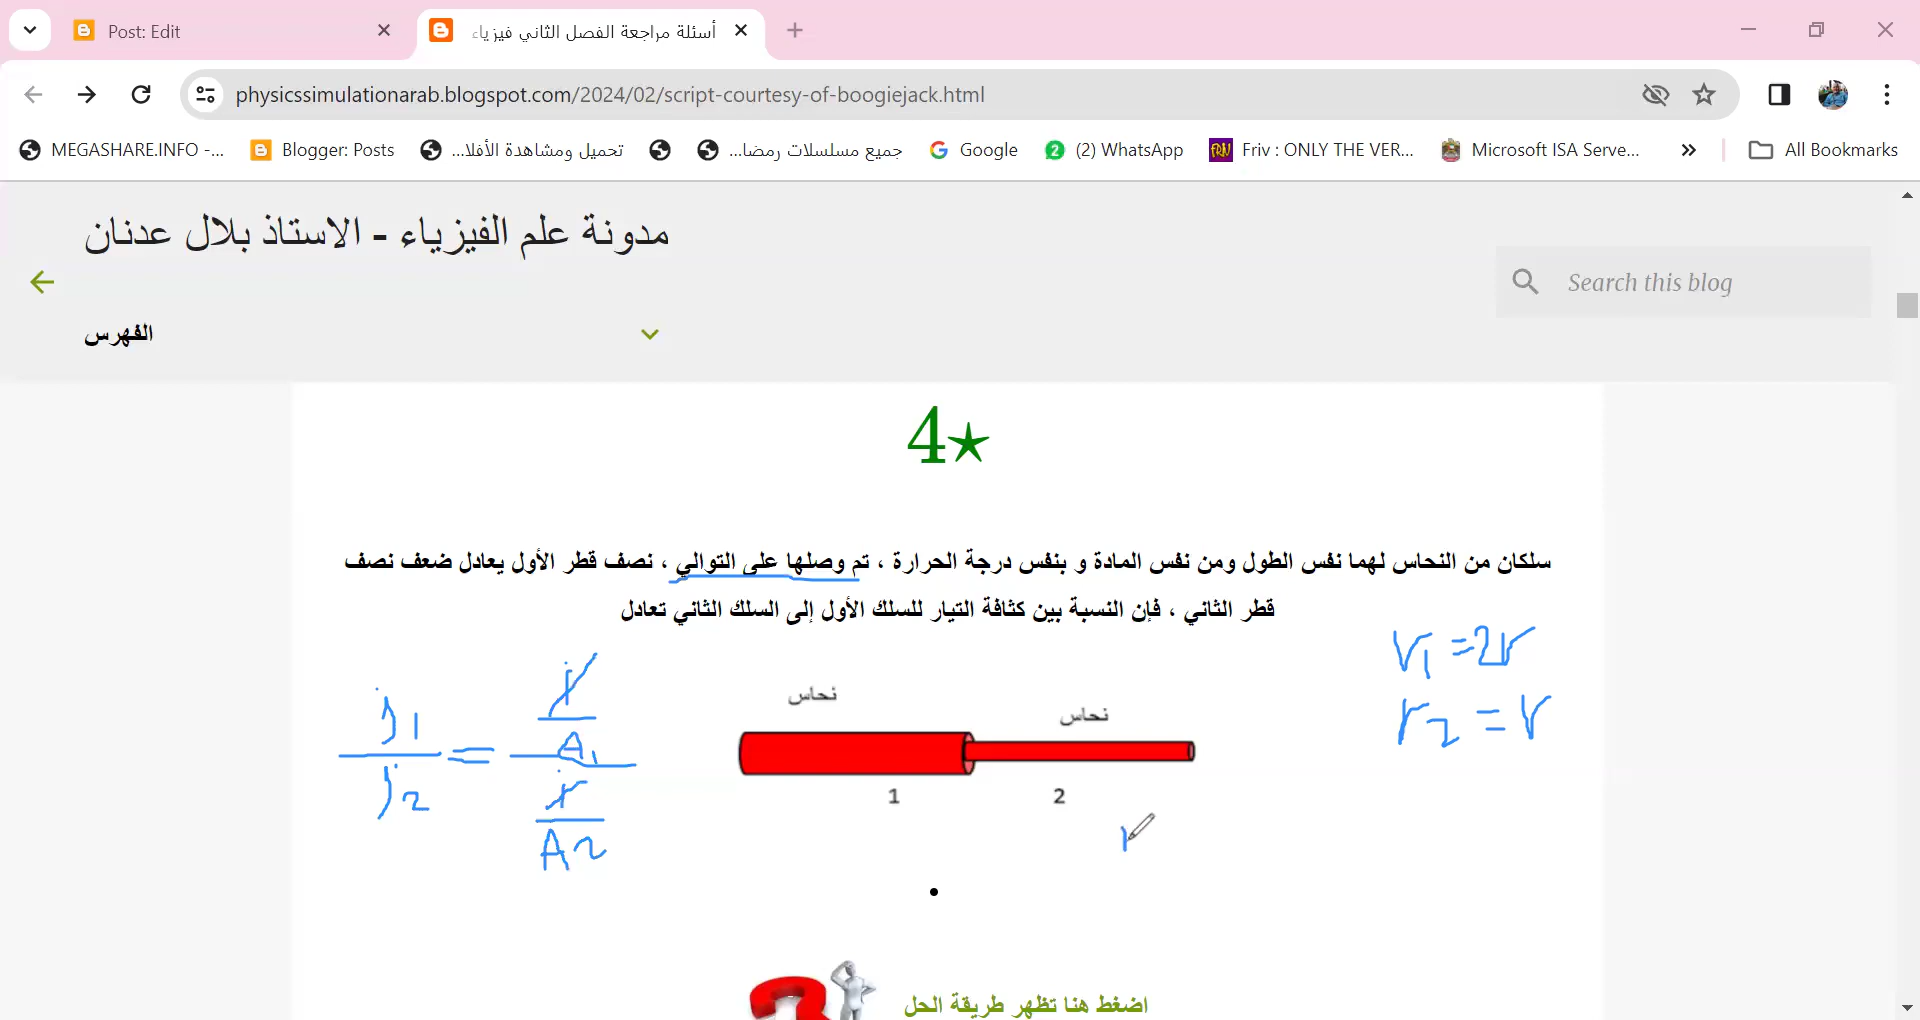 Post: Edit
أسئلة مراجعة الفصل الثاني فيزياء
physicssimulationarab.blogspot.com/2024/02/script-courtesy-of-boogiejack.html
MEGASHARE.INFO -...
Blogger: Posts
تحميل ومشاهدة الأفلا...
جميع مسلسلات رمضا...
Google
2
(2) WhatsApp
Friv : ONLY THE VER...
Microsoft ISA Serve...
All Bookmarks
مدونة علم الفيزياء - الاستاذ بلال عدنان
Search this blog
الفهرس
4★
سلكان من النحاس لهما نفس الطول ومن نفس المادة و بنفس درجة الحرارة ، تم وصلها على التوالي ، نصف قطر الأول يعادل ضعف نصف
قطر الثاني ، فإن النسبة بين كثافة التيار للسلك الأول إلى السلك الثاني تعادل
r1 =2r
r2 = r
j1
j2
=
i
A1
i
A2
نحاس
نحاس
1
2
اضغط هنا تظهر طريقة الحل